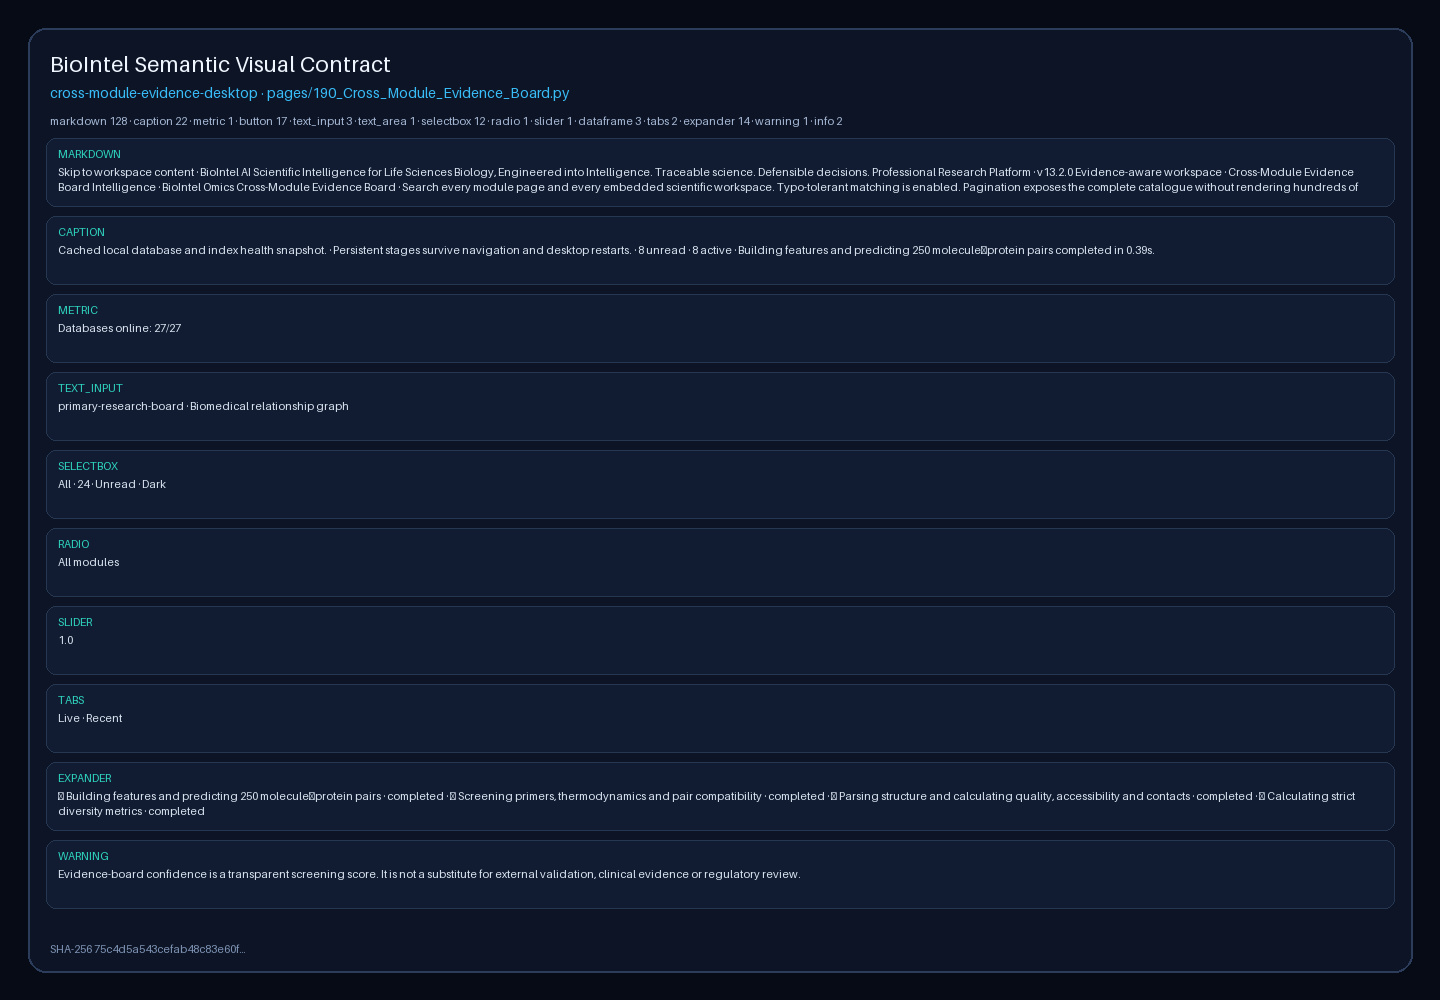 BioIntel Semantic Visual Contract
cross-module-evidence-desktop · pages/190_Cross_Module_Evidence_Board.py
markdown 128 · caption 22 · metric 1 · button 17 · text_input 3 · text_area 1 · selectbox 12 · radio 1 · slider 1 · dataframe 3 · tabs 2 · expander 14 · warning 1 · info 2
MARKDOWN
Skip to workspace content · BioIntel AI Scientific Intelligence for Life Sciences Biology, Engineered into Intelligence. Traceable science. Defensible decisions. Professional Research Platform · v13.2.0 Evidence-aware workspace · Cross-Module Evidence
Board Intelligence · BioIntel Omics Cross-Module Evidence Board · Search every module page and every embedded scientific workspace. Typo-tolerant matching is enabled. Pagination exposes the complete catalogue without rendering hundreds of
CAPTION
Cached local database and index health snapshot. · Persistent stages survive navigation and desktop restarts. · 8 unread · 8 active · Building features and predicting 250 molecule▯protein pairs completed in 0.39s.
METRIC
Databases online: 27/27
TEXT_INPUT
primary-research-board · Biomedical relationship graph
SELECTBOX
All · 24 · Unread · Dark
RADIO
All modules
SLIDER
1.0
TABS
Live · Recent
EXPANDER
▯ Building features and predicting 250 molecule▯protein pairs · completed · ▯ Screening primers, thermodynamics and pair compatibility · completed · ▯ Parsing structure and calculating quality, accessibility and contacts · completed · ▯ Calculating strict
diversity metrics · completed
WARNING
Evidence-board confidence is a transparent screening score. It is not a substitute for external validation, clinical evidence or regulatory review.
SHA-256 75c4d5a543cefab48c83e60f…